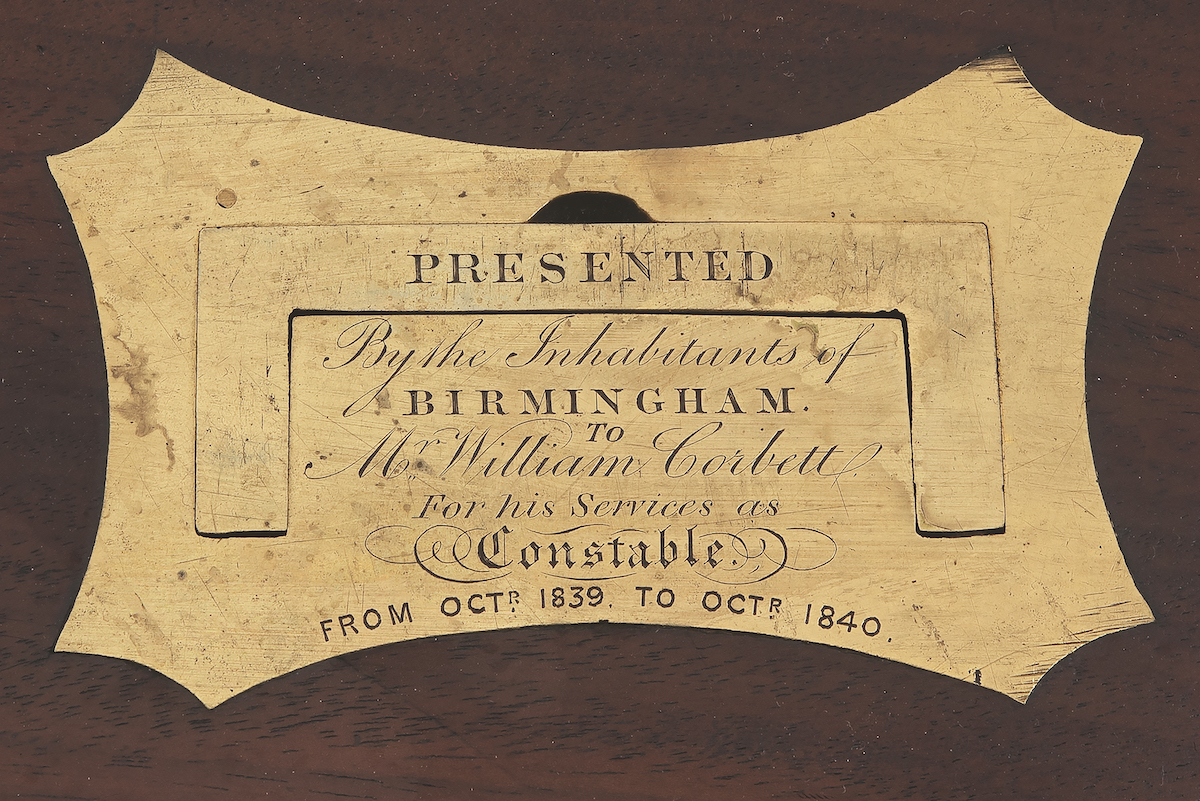 PRESENTED
By the Inhabitants of
BIRMINGHAM.
To
Mr. William Corbett
For his Services as
Constable.
FROM OCTR. 1839. TO OCTR. 1840.